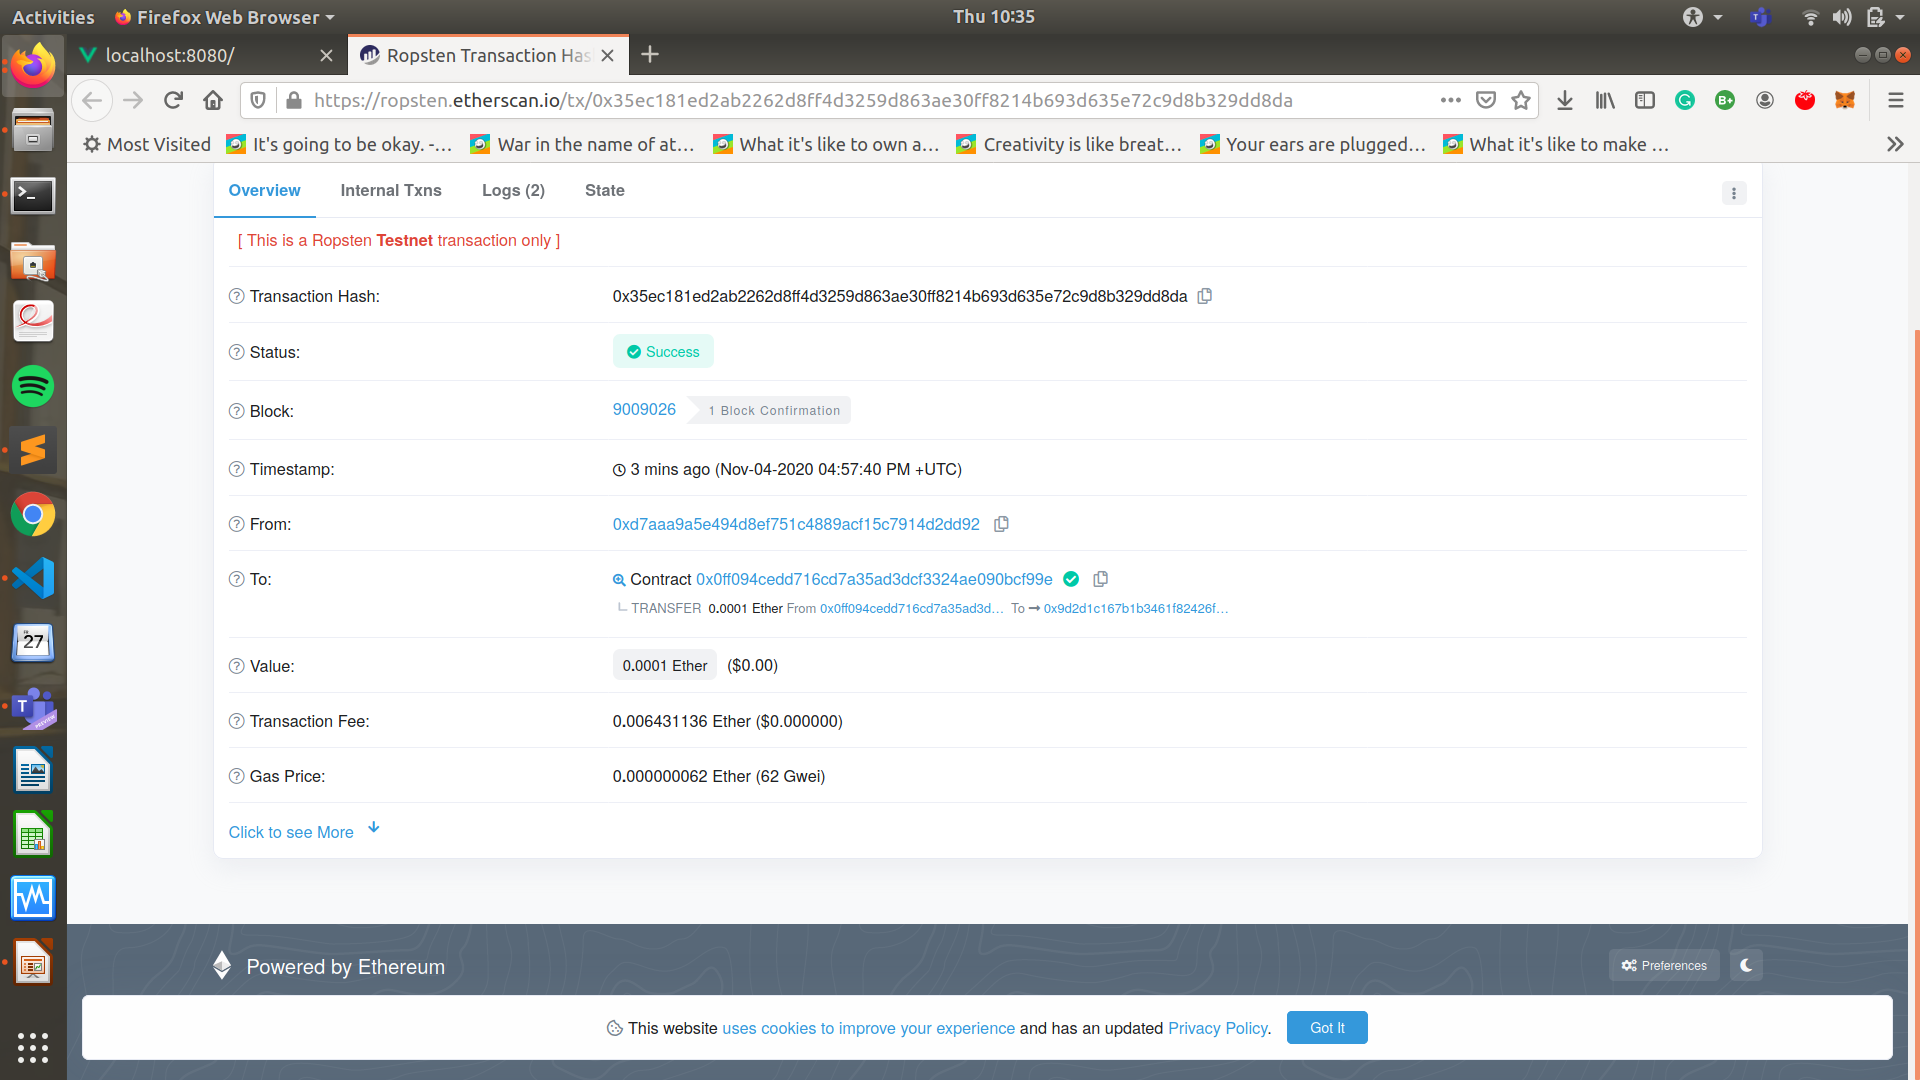 Activities Firefox Web Browser Thu 10:35
localhost:8080/ Ropsten Transaction Has
https://ropsten.etherscan.io/tx/0x35ec181ed2ab2262d8ff4d3259d863ae30ff8214b693d635e72c9d8b329dd8da
Most Visited It's going to be okay. -... War in the name of at... What it's like to own a... Creativity is like breat... Your ears are plugged... What it's like to make ...
Overview Internal Txns Logs (2) State
[ This is a Ropsten Testnet transaction only ]
Transaction Hash: 0x35ec181ed2ab2262d8ff4d3259d863ae30ff8214b693d635e72c9d8b329dd8da
Status: Success
Block: 9009026 1 Block Confirmation
Timestamp: 3 mins ago (Nov-04-2020 04:57:40 PM +UTC)
From: 0xd7aaa9a5e494d8ef751c4889acf15c7914d2dd92
To: Contract 0x0ff094cedd716cd7a35ad3dcf3324ae090bcf99e
TRANSFER 0.0001 Ether From 0x0ff094cedd716cd7a35ad3d... To 0x9d2d1c167b1b3461f82426f...
Value: 0.0001 Ether ($0.00)
Transaction Fee: 0.006431136 Ether ($0.000000)
Gas Price: 0.000000062 Ether (62 Gwei)
Click to see More
Powered by Ethereum Preferences
This website uses cookies to improve your experience and has an updated Privacy Policy. Got It
27